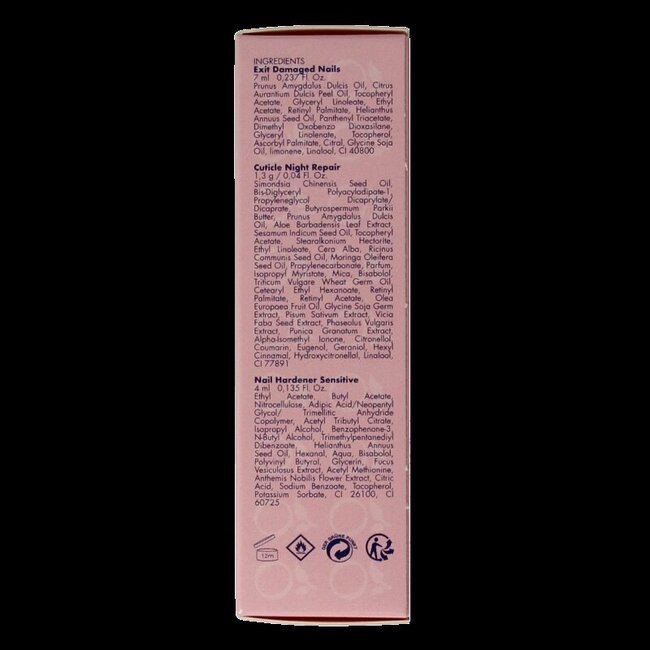 INGREDIENTS
Exit Damaged Nails
7 ml 0,237 Fl. Oz.
Prunus Amygdalus Dulcis Oil, Citrus
Aurantium Dulcis Peel Oil, Tocopheryl
Acetate, Glyceryl Linoleate, Ethyl
Acetate, Retinyl Palmitate, Helianthus
Annuus Seed Oil, Panthenyl Triacetate,
Dimethyl Oxobenzo Dioxasilane,
Glyceryl Linolenate, Tocopherol,
Ascorbyl Palmitate, Citral, Glycine Soja
Oil, limonene, Linalool, CI 40800
Cuticle Night Repair
1,3 g / 0,04 Fl. Oz.
Simondsia Chinensis Seed Oil,
Bis-Diglyceryl Polyacyladipate-1,
Propyleneglycol Dicaprylate/
Dicaprate, Butyrospermum Parkii
Butter, Prunus Amygdalus Dulcis
Oil, Aloe Barbadensis Leaf Extract,
Sesamum Indicum Seed Oil, Tocopheryl
Acetate, Stearalkonium Hectorite,
Ethyl Linoleate, Cera Alba, Ricinus
Communis Seed Oil, Moringa Oleifera
Seed Oil, Propylenecarbonate, Parfum,
Isopropyl Myristate, Mica, Bisabolol,
Triticum Vulgare Wheat Germ Oil,
Cetearyl Ethyl Hexanoate, Retinyl
Palmitate, Retinyl Acetate, Olea
Europaea Fruit Oil, Glycine Soja Germ
Extract, Pisum Sativum Extract, Vicia
Faba Seed Extract, Phaseolus Vulgaris
Extract, Punica Granatum Extract,
Alpha-Isomethyl Ionone, Citronellol,
Coumarin, Eugenol, Geraniol, Hexyl
Cinnamal, Hydroxycitronellal, Linalool,
CI 77891
Nail Hardener Sensitive
4 ml 0,135 Fl. Oz.
Ethyl Acetate, Butyl Acetate,
Nitrocellulose, Adipic Acid/Neopentyl
Glycol/ Trimellitic Anhydride
Copolymer, Acetyl Tributyl Citrate,
Isopropyl Alcohol, Benzophenone-3,
N-Butyl Alcohol, Trimethylpentanediyl
Dibenzoate, Helianthus Annuus
Seed Oil, Hexanal, Aqua, Bisabolol,
Polyvinyl Butyrol, Glycerin, Fucus
Vesiculosus Extract, Acetyl Methionine,
Anthemis Nobilis Flower Extract, Citric
Acid, Sodium Benzoate, Tocopherol,
Potassium Sorbate, CI 26100, CI
60725
12m
DER GRÜNE PUNKT